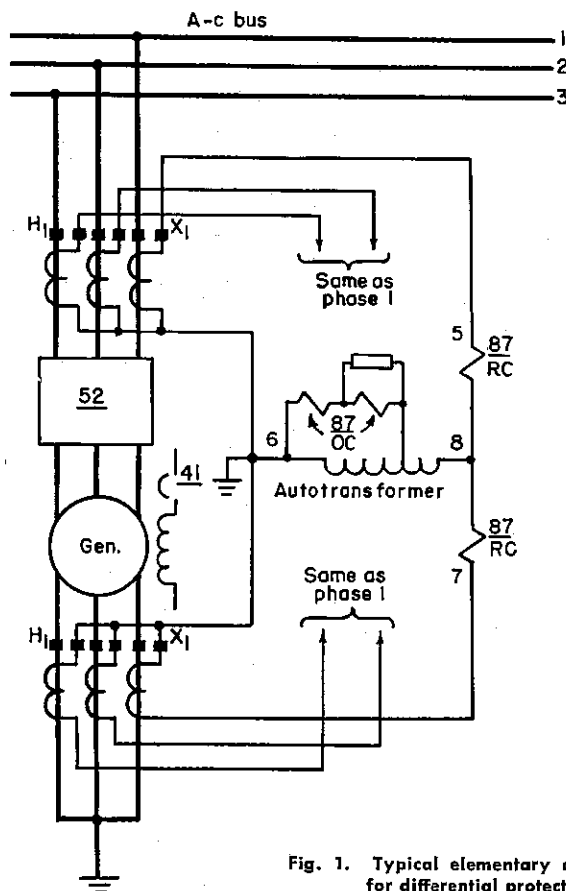 A-c bus
1
2
3
H1
X1
Same as
phase 1
5
87
RC
52
87
OC
6
8
41
Autotransformer
Gen.
87
RC
7
Same as
phase 1
H1
X1
Fig. 1. Typical elementary
for differential protect